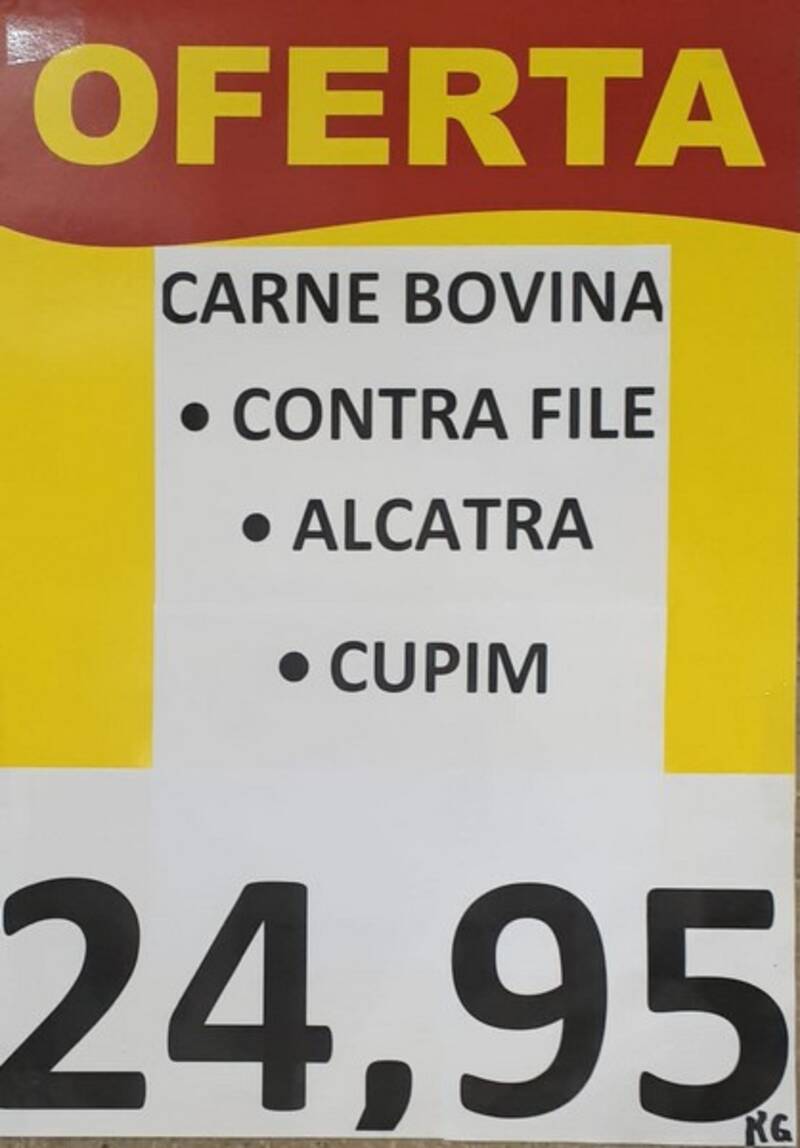 OFERTA
CARNE BOVINA
• CONTRA FILE
• ALCATRA
• CUPIM
24,95
KG